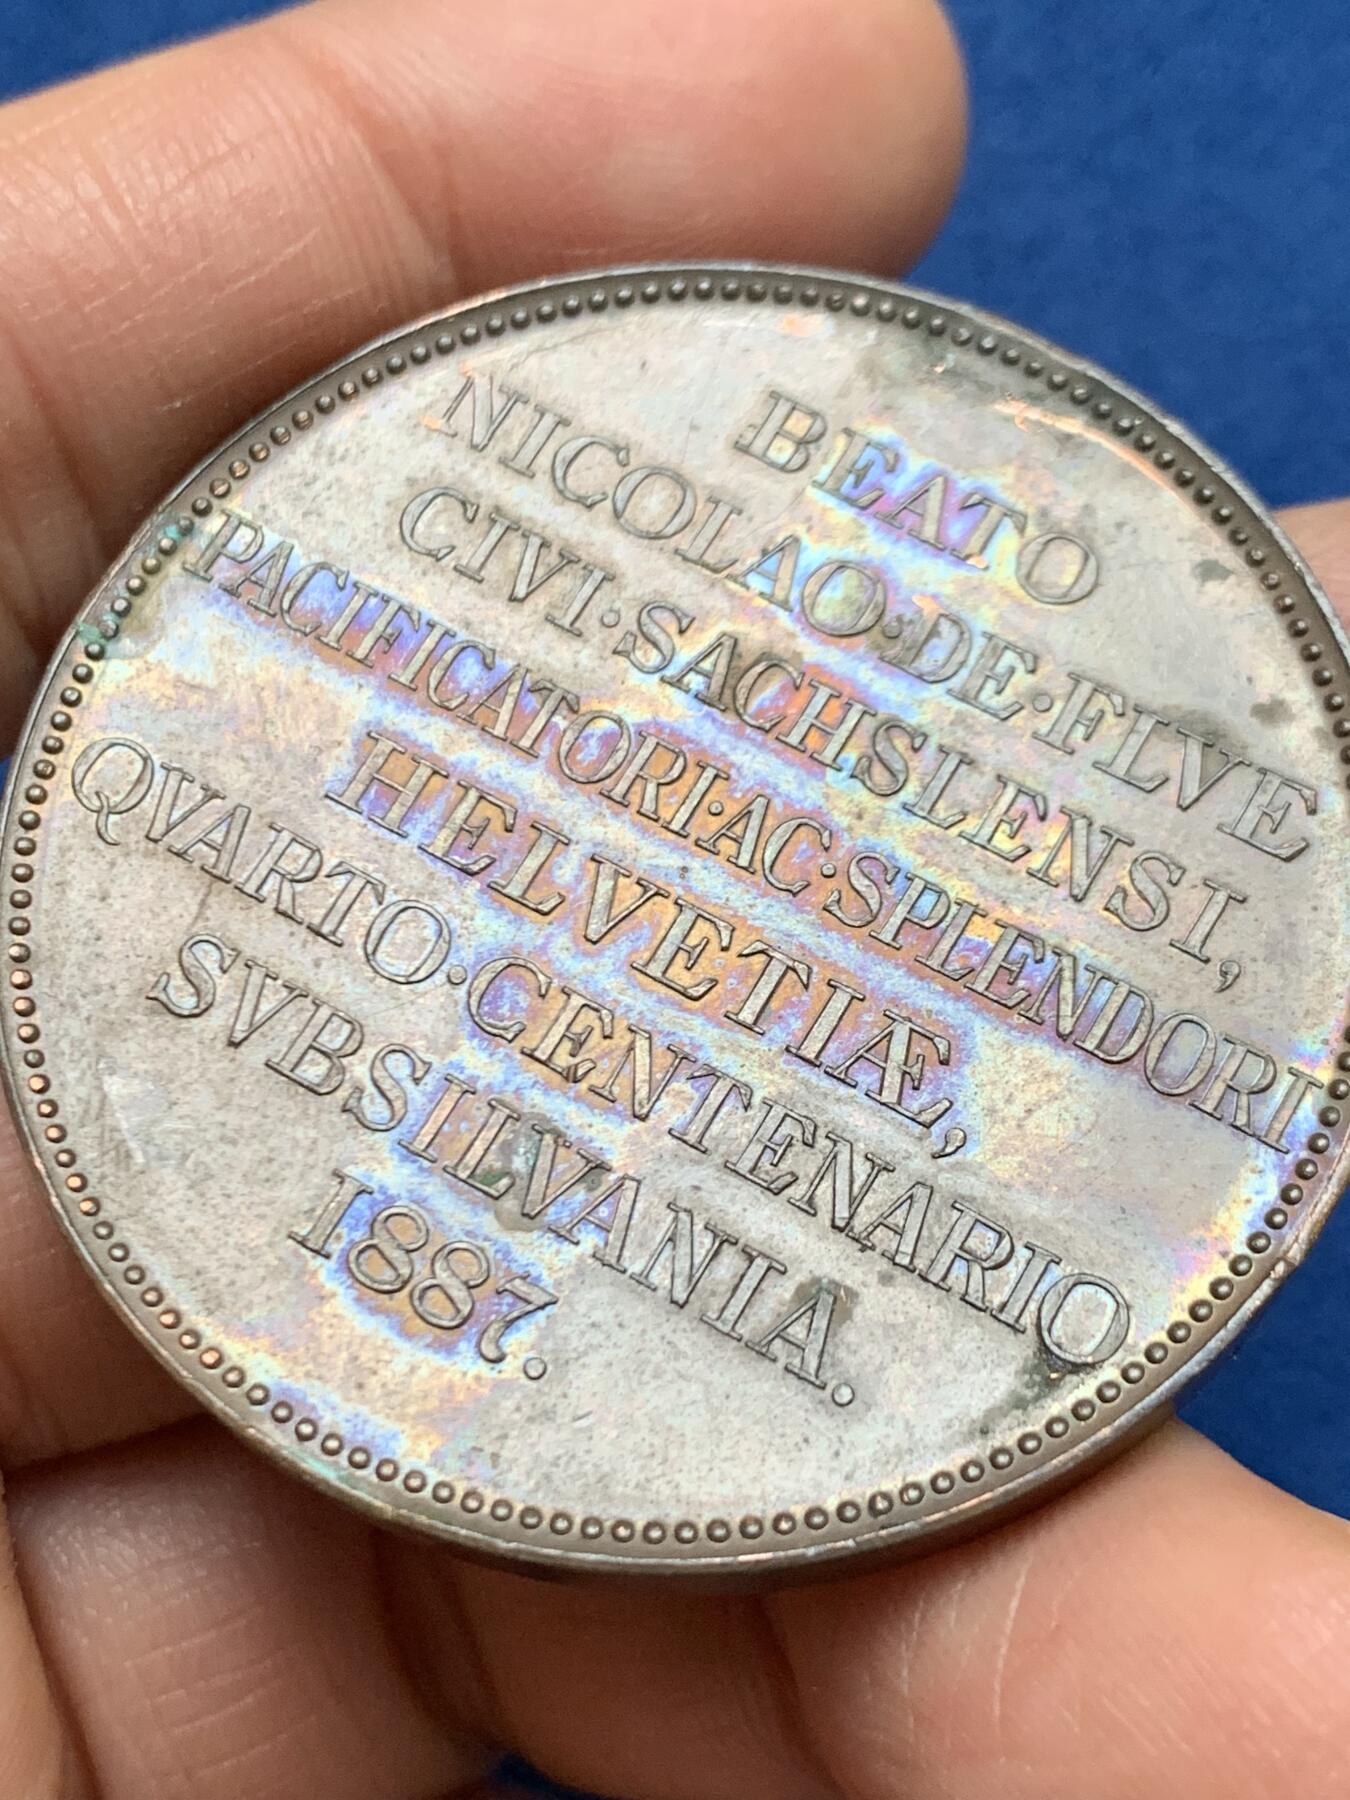 BEATO
NICOLAO·DE·FLVE
CIVI·SACHSLENSI,
PACIFICATORI·AC·SPLENDORI
HELVETIÆ,
QVARTO·CENTENARIO
SVBSILVANIA.
1887.